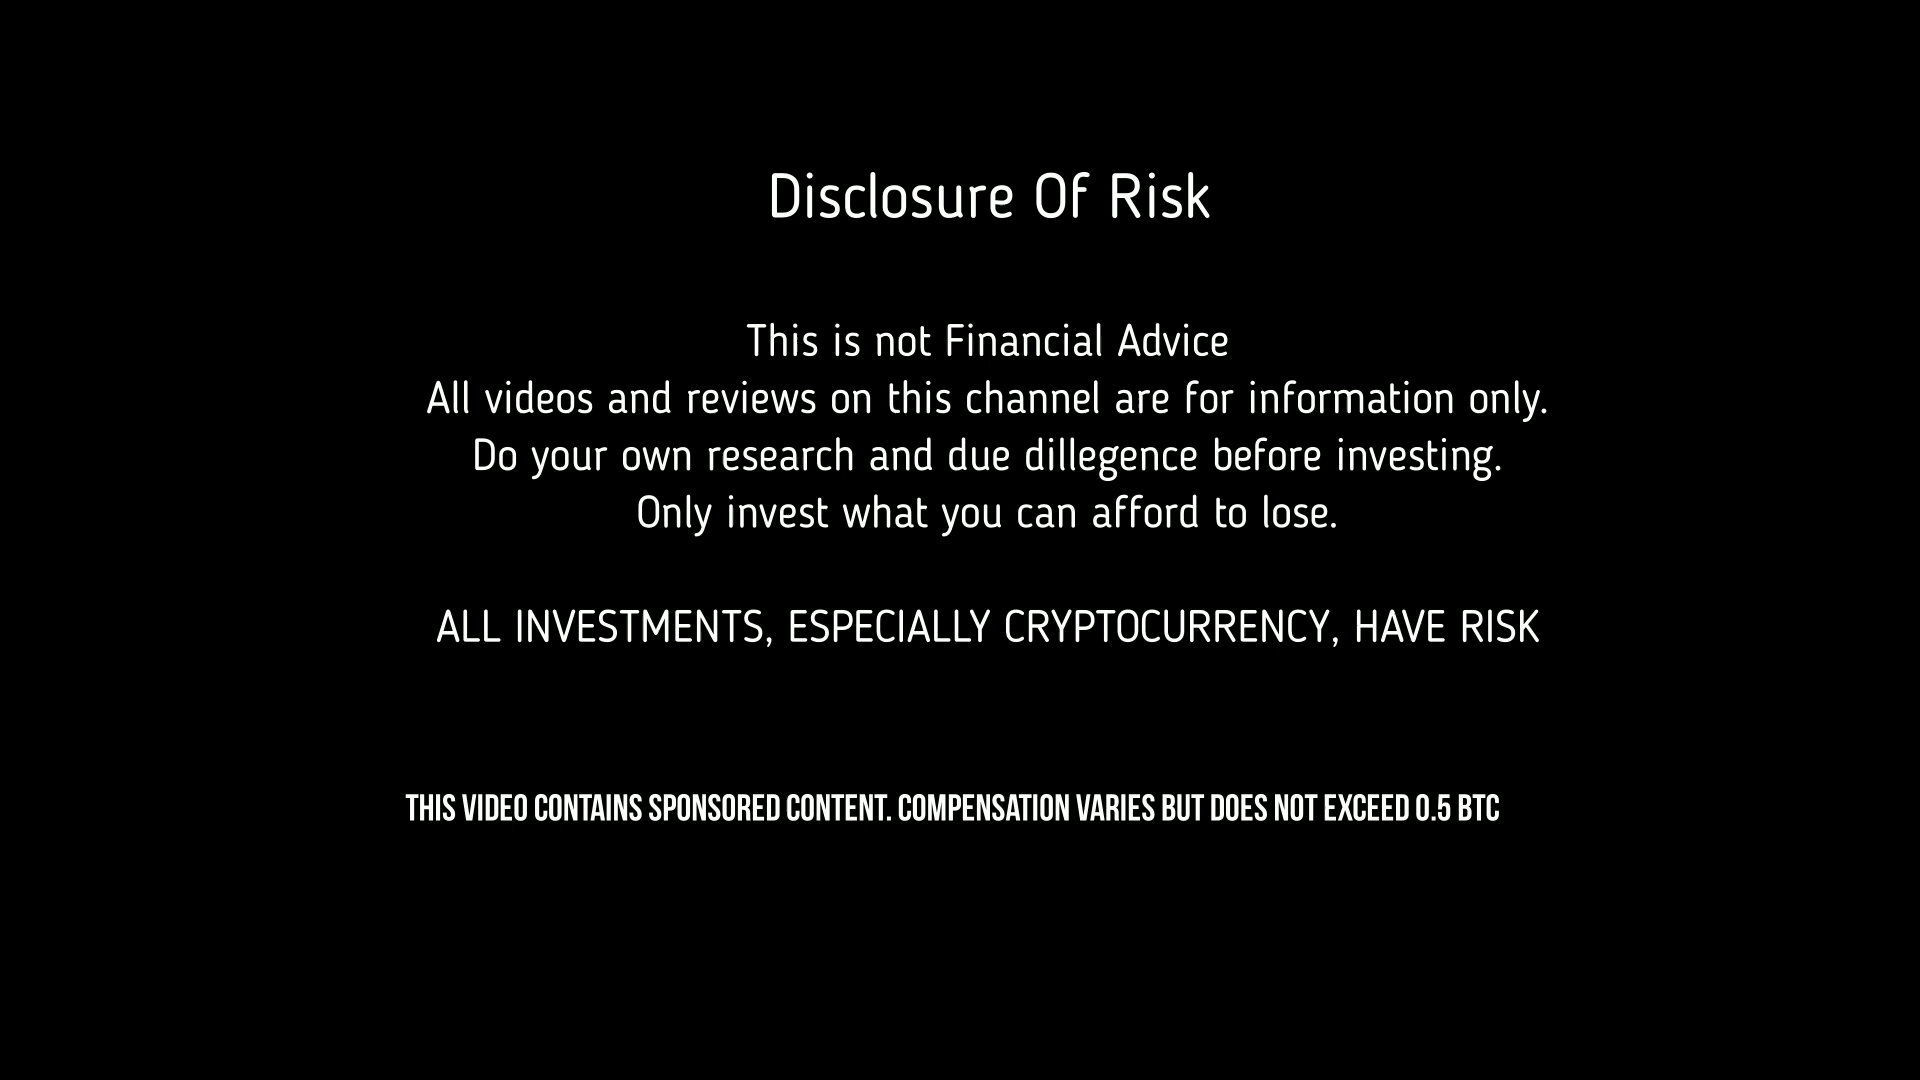 Disclosure Of Risk
This is not Financial Advice
All videos and reviews on this channel are for information only.
Do your own research and due dillegence before investing.
Only invest what you can afford to lose.
ALL INVESTMENTS, ESPECIALLY CRYPTOCURRENCY, HAVE RISK
THIS VIDEO CONTAINS SPONSORED CONTENT. COMPENSATION VARIES BUT DOES NOT EXCEED 0.5 BTC